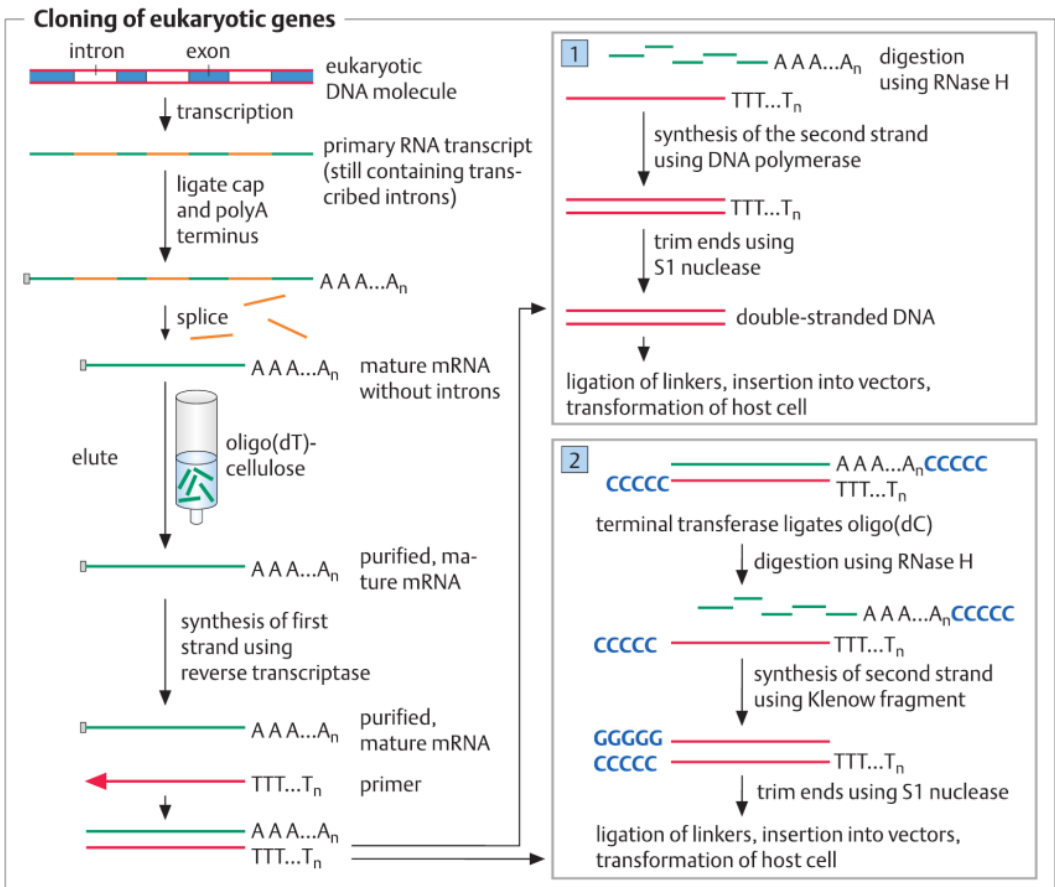 Cloning of eukaryotic genes
intron
exon
eukaryotic
DNA molecule
transcription
primary RNA transcript
(still containing trans-
cribed introns)
ligate cap
and polyA
terminus
A A A...An
splice
A A A...An
mature mRNA
without introns
elute
oligo(dT)-
cellulose
A A A...An
purified, ma-
ture mRNA
synthesis of first
strand using
reverse transcriptase
A A A...An
purified,
mature mRNA
TTT...Tn
primer
A A A...An
TTT...Tn
1
A A A...An
digestion
using RNase H
TTT...Tn
synthesis of the second strand
using DNA polymerase
TTT...Tn
trim ends using
S1 nuclease
double-stranded DNA
ligation of linkers, insertion into vectors,
transformation of host cell
2
A A A...AnCCCCC
CCCCC
TTT...Tn
terminal transferase ligates oligo(dC)
digestion using RNase H
A A A...AnCCCCC
CCCCC
TTT...Tn
synthesis of second strand
using Klenow fragment
GGGGG
CCCCC
TTT...Tn
trim ends using S1 nuclease
ligation of linkers, insertion into vectors,
transformation of host cell